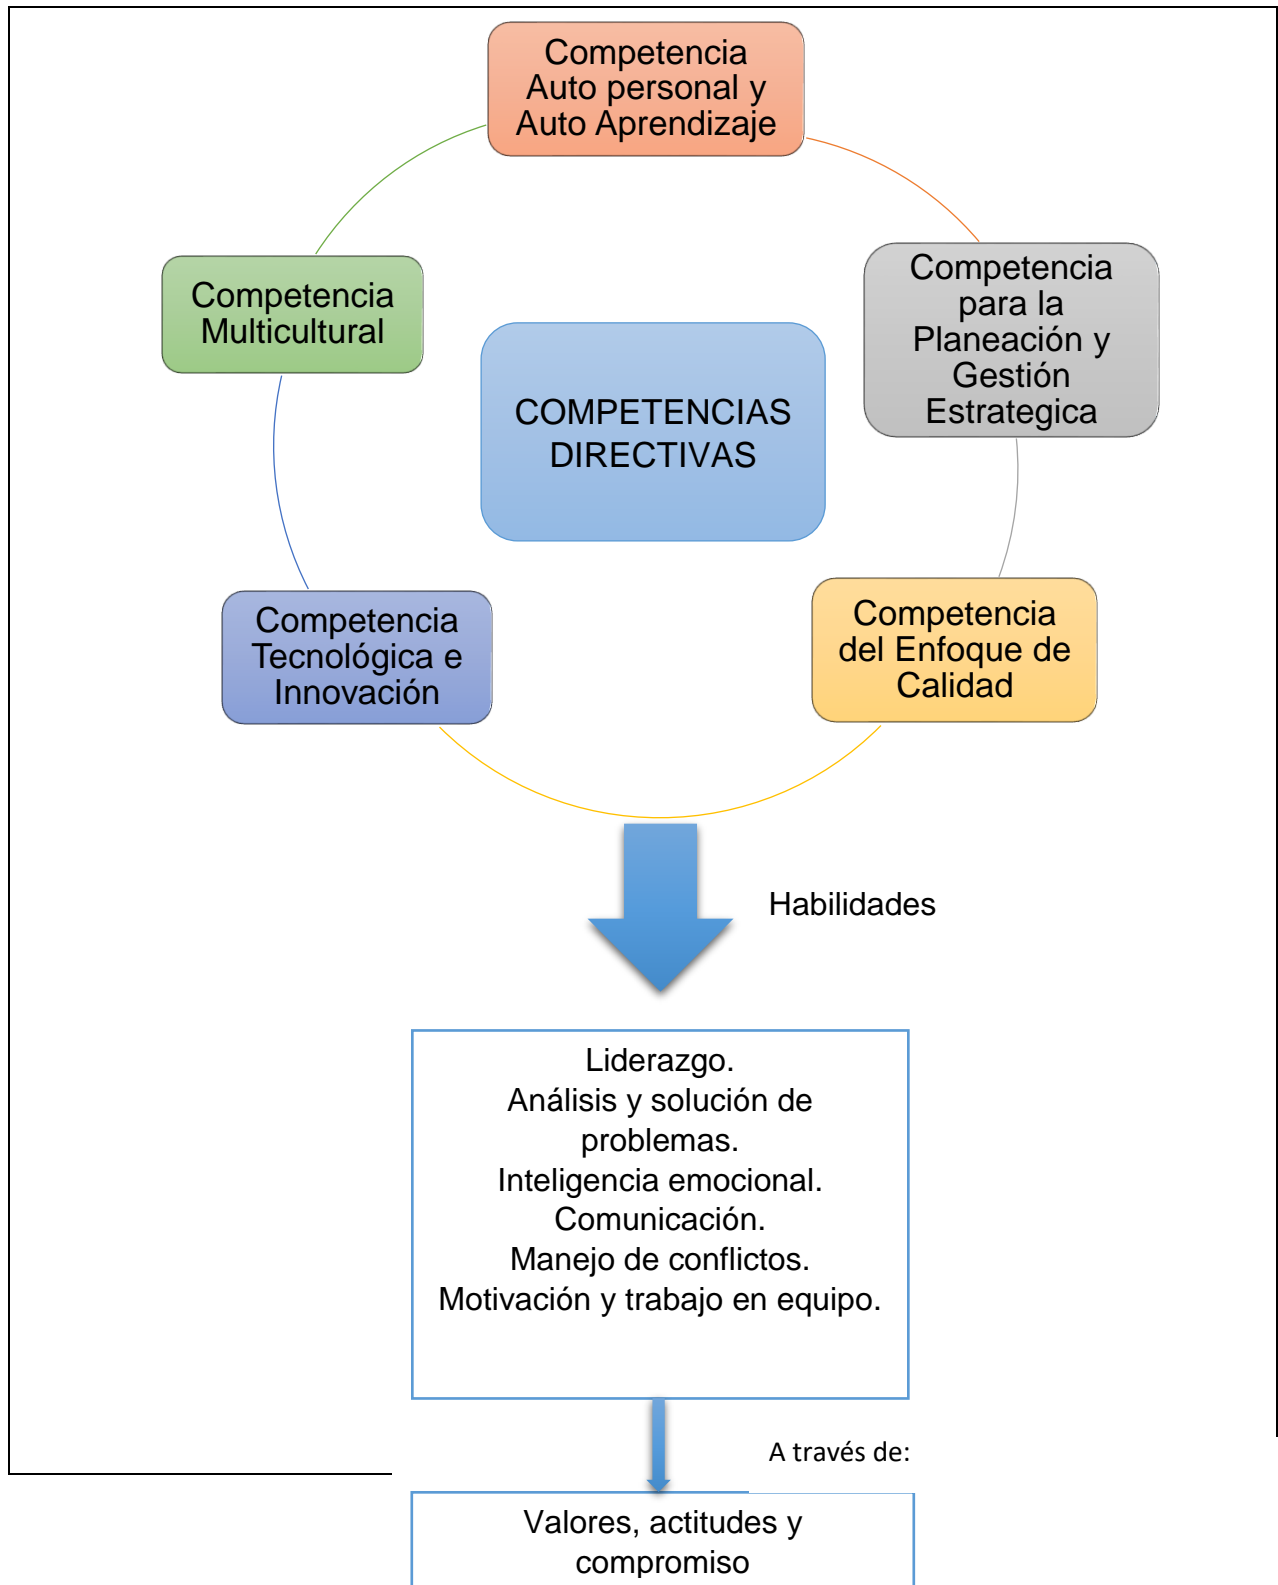 Competencia
Auto personal y
Auto Aprendizaje
Competencia
Multicultural
Competencia
para la
Planeación y
Gestión
Estrategica
COMPETENCIAS
DIRECTIVAS
Competencia
Tecnológica e
Innovación
Competencia
del Enfoque de
Calidad
Habilidades
Liderazgo.
Análisis y solución de
problemas.
Inteligencia emocional.
Comunicación.
Manejo de conflictos.
Motivación y trabajo en equipo.
A través de:
Valores, actitudes y
compromiso